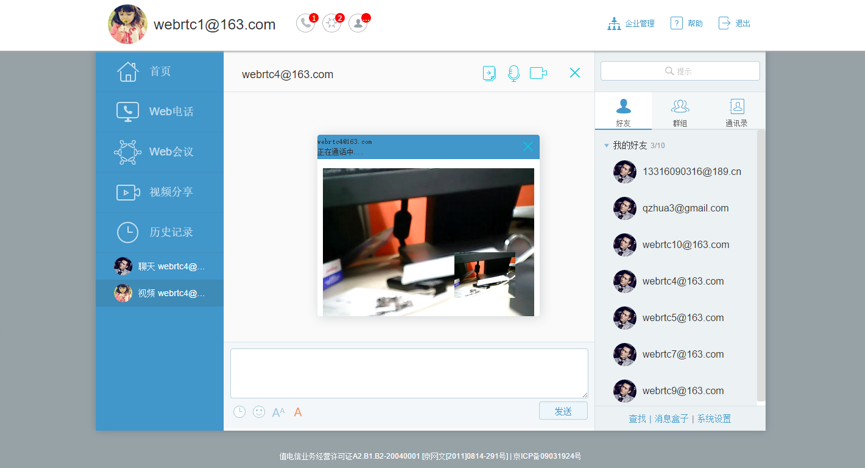 webrtc1@163.com
1
2
...
企业管理
帮助
退出
首页
Web电话
Web会议
视频分享
历史记录
聊天 webrtc4@...
视频 webrtc4@...
webrtc4@163.com
webrtc4@163.com
正在通话中...
AA
A
发送
搜索
好友
群组
通讯录
我的好友 3/10
13316090316@189.cn
qzhua3@gmail.com
webrtc10@163.com
webrtc4@163.com
webrtc5@163.com
webrtc7@163.com
webrtc9@163.com
查找 | 消息盒子 | 系统设置
值电信业务经营许可证A2.B1.B2-20040001 [京网文[2011]0814-291号] | 京ICP备09031924号